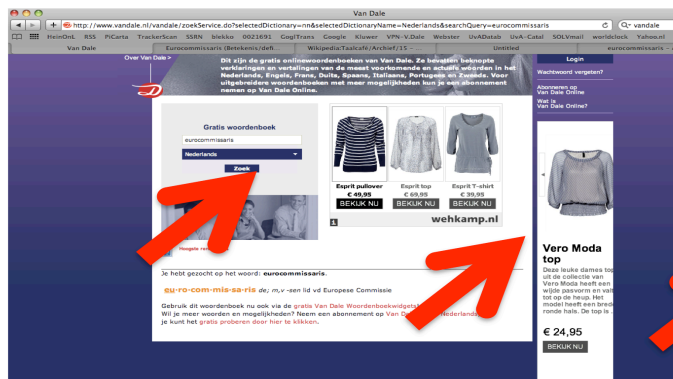 Van Dale
http://www.vandale.nl/vandale/zoekService.do?selectedDictionary=nn&selectedDictionaryName=Nederlands&searchQuery=eurocommissaris
vandale
HeinOnL RSS PiCarta TrackerScan SSRN blekko 0021691 GoglTrans Google Kluwer VPN-V.Dale Webster UvADatab UvA-Catal SOLVmail worldclock Yahoo.nl
Van Dale
Eurocommissaris (Betekenis/defi...
Wikipedia:Taalcafé/Archief/15 - ...
Untitled
eurocommissaris -
Over Van Dale >
Dit zijn de gratis onlinewoordenboeken van Van Dale. Ze bevatten beknopte
verklaringen en vertalingen van de meest voorkomende en actuele woorden in het
Nederlands, Engels, Frans, Duits, Spaans, Italiaans, Portugees en Zweeds. Voor
uitgebreidere woordenboeken met meer mogelijkheden kun je een abonnement
nemen op Van Dale Online.
Login
Wachtwoord vergeten?
Abonneren op
Van Dale Online
Wat is
Van Dale Online?
Gratis woordenboek
eurocommissaris
Nederlands
Zoek
Esprit pullover
€ 49,95
BEKIJK NU
Esprit top
€ 69,95
BEKIJK NU
Esprit T-shirt
€ 39,95
BEKIJK NU
1
wehkamp.nl
Hoogste
Je hebt gezocht op het woord: eurocommissaris.
eu·ro·com·mis·sa·ris de; m,v -sen lid vd Europese Commissie
Gebruik dit woordenboek nu ook via de gratis Van Dale Woordenboekwidgets
Wil je meer woorden en mogelijkheden? Neem een abonnement op Van Nederlands,
je kunt het gratis proberen door hier te klikken.
Vero Moda
top
Deze leuke dames top
uit de collectie van
Vero Moda heeft een
wijde pasvorm en valt
tot op de heup. Het
model heeft een brede
ronde hals. De top is
€ 24,95
BEKIJK NU